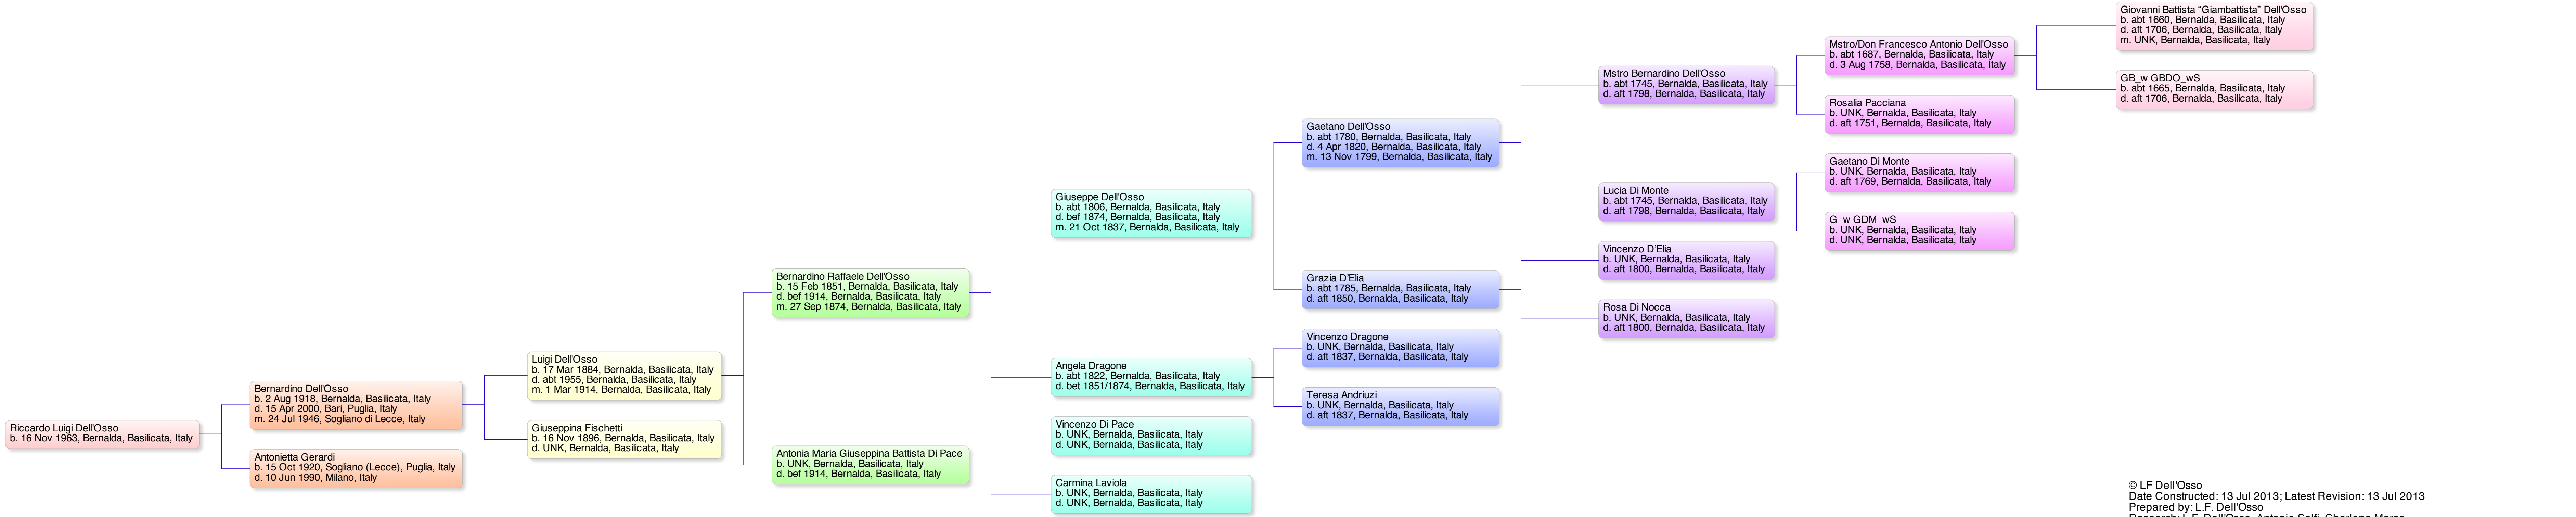 Riccardo Luigi Dell'Osso
b. 16 Nov 1963, Bernalda, Basilicata, Italy
Bernardino Dell'Osso
b. 2 Aug 1918, Bernalda, Basilicata, Italy
d. 15 Apr 2000, Bari, Puglia, Italy
m. 24 Jul 1946, Sogliano di Lecce, Italy
Antonietta Gerardi
b. 15 Oct 1920, Sogliano (Lecce), Puglia, Italy
d. 10 Jun 1990, Milano, Italy
Luigi Dell'Osso
b. 17 Mar 1884, Bernalda, Basilicata, Italy
d. abt 1955, Bernalda, Basilicata, Italy
m. 1 Mar 1914, Bernalda, Basilicata, Italy
Giuseppina Fischetti
b. 16 Nov 1896, Bernalda, Basilicata, Italy
d. UNK, Bernalda, Basilicata, Italy
Bernardino Raffaele Dell'Osso
b. 15 Feb 1851, Bernalda, Basilicata, Italy
d. bef 1914, Bernalda, Basilicata, Italy
m. 27 Sep 1874, Bernalda, Basilicata, Italy
Antonia Maria Giuseppina Battista Di Pace
b. UNK, Bernalda, Basilicata, Italy
d. bef 1914, Bernalda, Basilicata, Italy
Giuseppe Dell'Osso
b. abt 1806, Bernalda, Basilicata, Italy
d. bef 1874, Bernalda, Basilicata, Italy
m. 21 Oct 1837, Bernalda, Basilicata, Italy
Angela Dragone
b. abt 1822, Bernalda, Basilicata, Italy
d. bet 1851/1874, Bernalda, Basilicata, Italy
Vincenzo Di Pace
b. UNK, Bernalda, Basilicata, Italy
d. UNK, Bernalda, Basilicata, Italy
Carmina Laviola
b. UNK, Bernalda, Basilicata, Italy
d. UNK, Bernalda, Basilicata, Italy
Gaetano Dell'Osso
b. abt 1780, Bernalda, Basilicata, Italy
d. 4 Apr 1820, Bernalda, Basilicata, Italy
m. 13 Nov 1799, Bernalda, Basilicata, Italy
Grazia D'Elia
b. abt 1785, Bernalda, Basilicata, Italy
d. aft 1850, Bernalda, Basilicata, Italy
Vincenzo Dragone
b. UNK, Bernalda, Basilicata, Italy
d. aft 1837, Bernalda, Basilicata, Italy
Teresa Andriuzi
b. UNK, Bernalda, Basilicata, Italy
d. aft 1837, Bernalda, Basilicata, Italy
Mstro Bernardino Dell'Osso
b. abt 1745, Bernalda, Basilicata, Italy
d. aft 1798, Bernalda, Basilicata, Italy
Lucia Di Monte
b. abt 1745, Bernalda, Basilicata, Italy
d. aft 1798, Bernalda, Basilicata, Italy
Vincenzo D'Elia
b. UNK, Bernalda, Basilicata, Italy
d. aft 1800, Bernalda, Basilicata, Italy
Rosa Di Nocca
b. UNK, Bernalda, Basilicata, Italy
d. aft 1800, Bernalda, Basilicata, Italy
Mstro/Don Francesco Antonio Dell'Osso
b. abt 1687, Bernalda, Basilicata, Italy
d. 3 Aug 1758, Bernalda, Basilicata, Italy
Rosalia Pacciana
b. UNK, Bernalda, Basilicata, Italy
d. aft 1751, Bernalda, Basilicata, Italy
Gaetano Di Monte
b. UNK, Bernalda, Basilicata, Italy
d. aft 1769, Bernalda, Basilicata, Italy
G_w GDM_wS
b. UNK, Bernalda, Basilicata, Italy
d. UNK, Bernalda, Basilicata, Italy
Giovanni Battista “Giambattista” Dell'Osso
b. abt 1660, Bernalda, Basilicata, Italy
d. aft 1706, Bernalda, Basilicata, Italy
m. UNK, Bernalda, Basilicata, Italy
GB_w GBDO_wS
b. abt 1665, Bernalda, Basilicata, Italy
d. aft 1706, Bernalda, Basilicata, Italy
© LF Dell'Osso
Date Constructed: 13 Jul 2013; Latest Revision: 13 Jul 2013
Prepared by: L.F. Dell'Osso